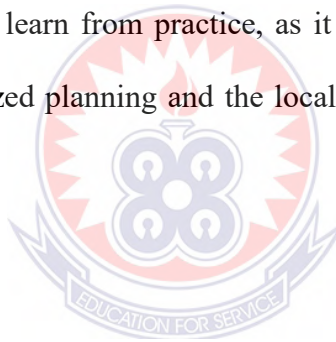 learn from practice, as it
zed planning and the local
EDUCATION FOR SERVICE